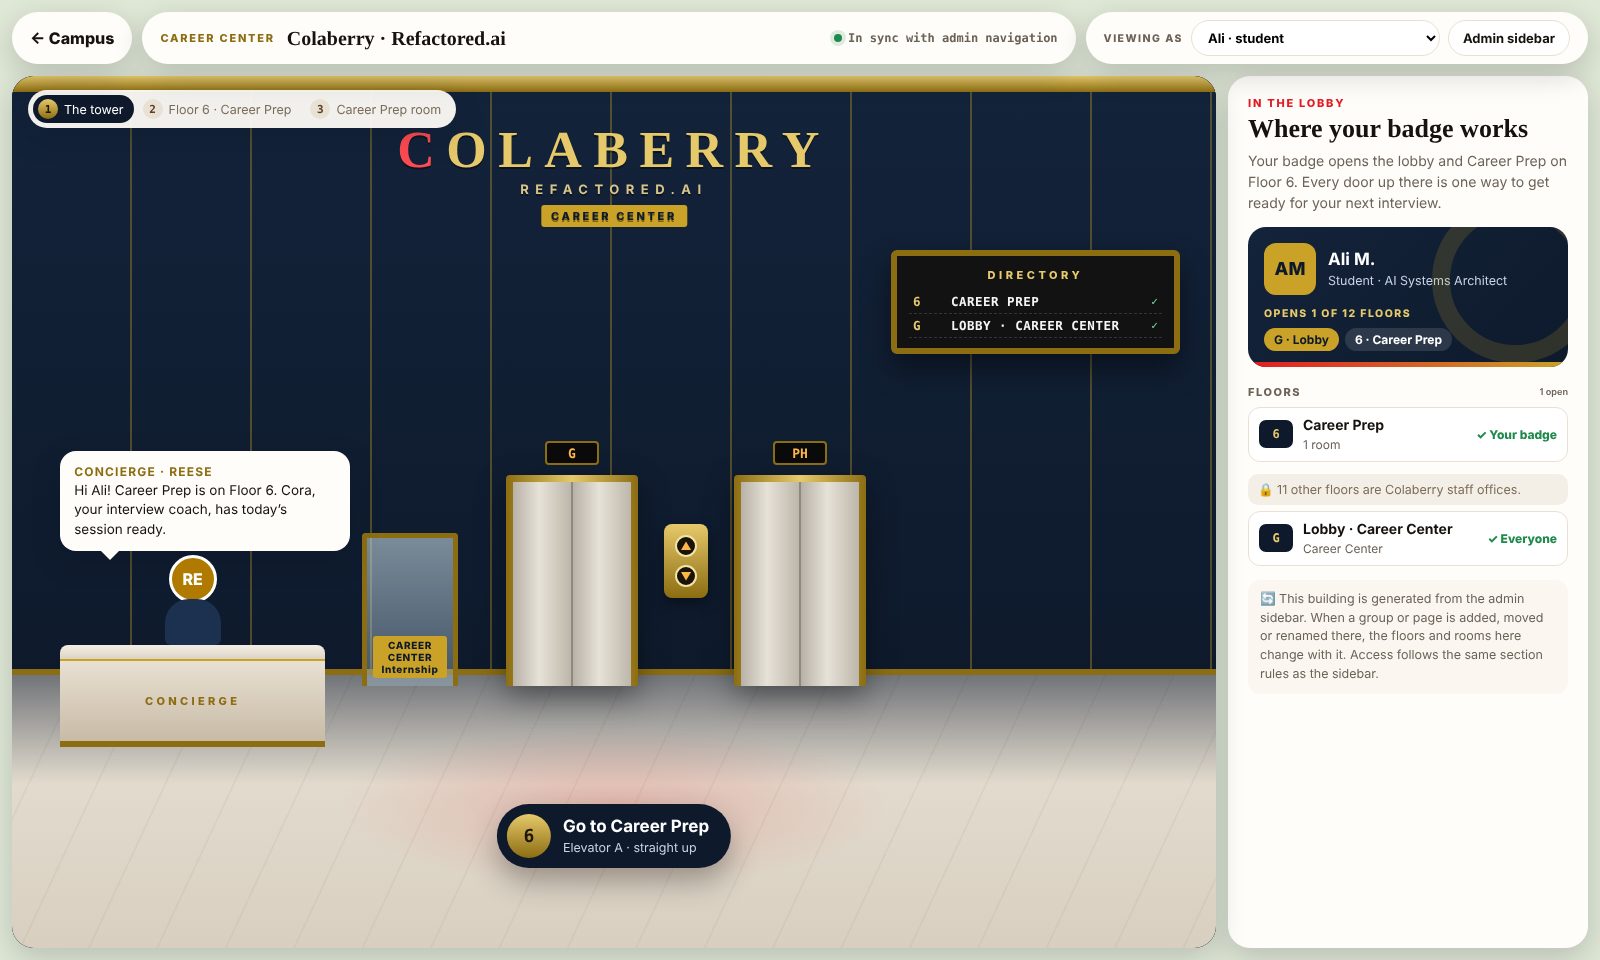 ← Campus
CAREER CENTER Colaberry · Refactored.ai
In sync with admin navigation
VIEWING AS Ali · student Admin sidebar
1 The tower 2 Floor 6 · Career Prep 3 Career Prep room
COLABERRY
REFACTORED.AI
CAREER CENTER
DIRECTORY
6 CAREER PREP ✓
G LOBBY · CAREER CENTER ✓
G
PH
CONCIERGE · REESE
Hi Ali! Career Prep is on Floor 6. Cora,
your interview coach, has today’s
session ready.
RE
CONCIERGE
CAREER
CENTER
Internship
6 Go to Career Prep
Elevator A · straight up
IN THE LOBBY
Where your badge works
Your badge opens the lobby and Career Prep on
Floor 6. Every door up there is one way to get
ready for your next interview.
AM Ali M.
Student · AI Systems Architect
OPENS 1 OF 12 FLOORS
G · Lobby 6 · Career Prep
FLOORS 1 open
6 Career Prep
1 room
✓ Your badge
🔒 11 other floors are Colaberry staff offices.
G Lobby · Career Center
Career Center
✓ Everyone
🔄 This building is generated from the admin
sidebar. When a group or page is added, moved
or renamed there, the floors and rooms here
change with it. Access follows the same section
rules as the sidebar.